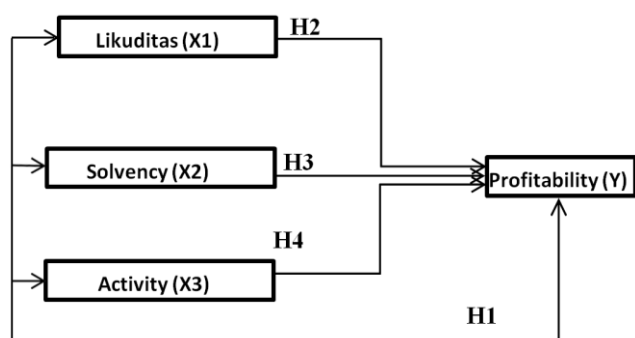 Likuditas (X1)
H2
Solvency (X2)
H3
Profitability (Y)
H4
Activity (X3)
H1